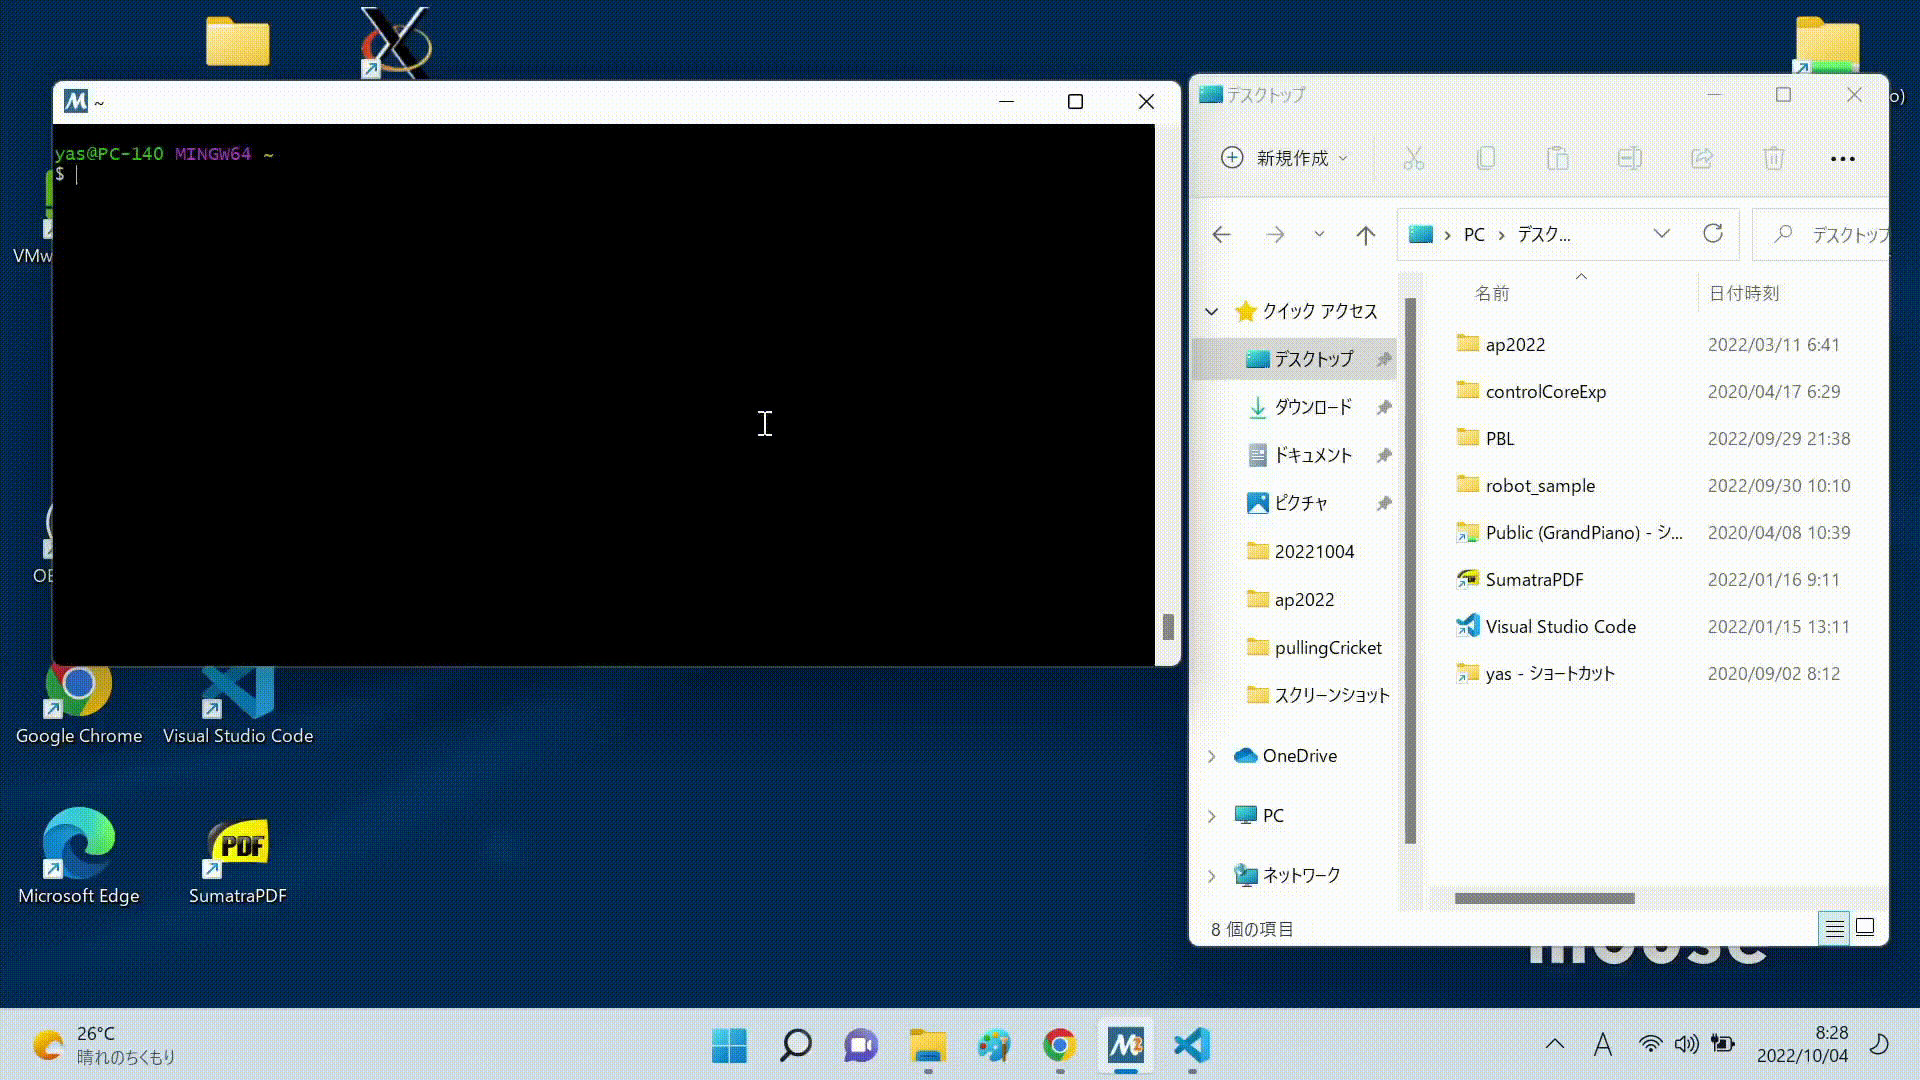 ~
yas@PC-140 MINGW64 ~
$
デスクトップ
新規作成
PC
デスク...
デスクトップ
名前
日付時刻
クイック アクセス
デスクトップ
ダウンロード
ドキュメント
ピクチャ
20221004
ap2022
pullingCricket
スクリーンショット
OneDrive
PC
ネットワーク
ap2022 2022/03/11 6:41
controlCoreExp 2020/04/17 6:29
PBL 2022/09/29 21:38
robot_sample 2022/09/30 10:10
Public (GrandPiano) - シ... 2020/04/08 10:39
SumatraPDF 2022/01/16 9:11
Visual Studio Code 2022/01/15 13:11
yas - ショートカット 2020/09/02 8:12
8 個の項目
o)
VMw
OB
Google Chrome
Visual Studio Code
Microsoft Edge
PDF
SumatraPDF
mouse
26°C
晴れのちくもり
A
8:28
2022/10/04